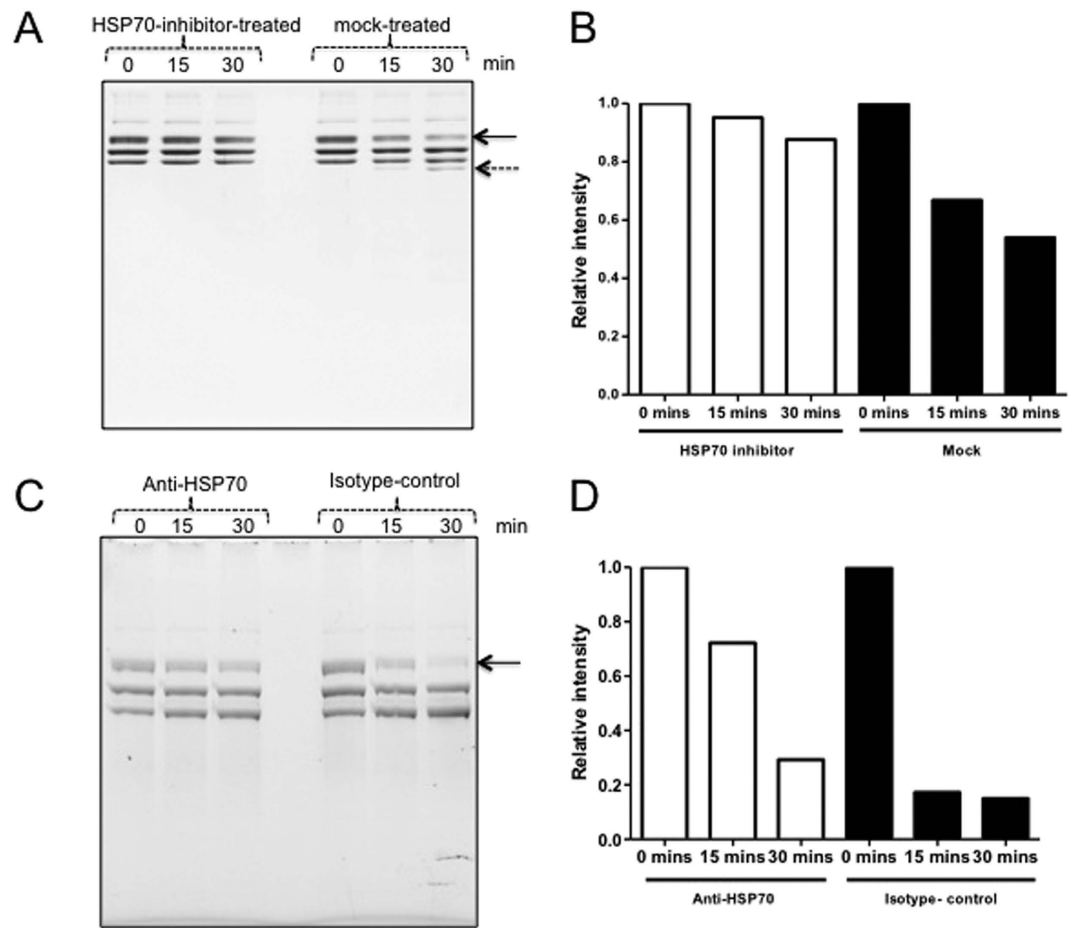 A
HSP70-inhibitor-treated mock-treated
0 15 30 0 15 30 min
B
Relative intensity
1.0
0.8
0.6
0.4
0.2
0.0
0 mins 15 mins 30 mins 0 mins 15 mins 30 mins
HSP70 inhibitor Mock
C
Anti-HSP70 Isotype-control
0 15 30 0 15 30 min
D
Relative intensity
1.0
0.8
0.6
0.4
0.2
0.0
0 mins 15 mins 30 mins 0 mins 15 mins 30 mins
Anti-HSP70 Isotype- control